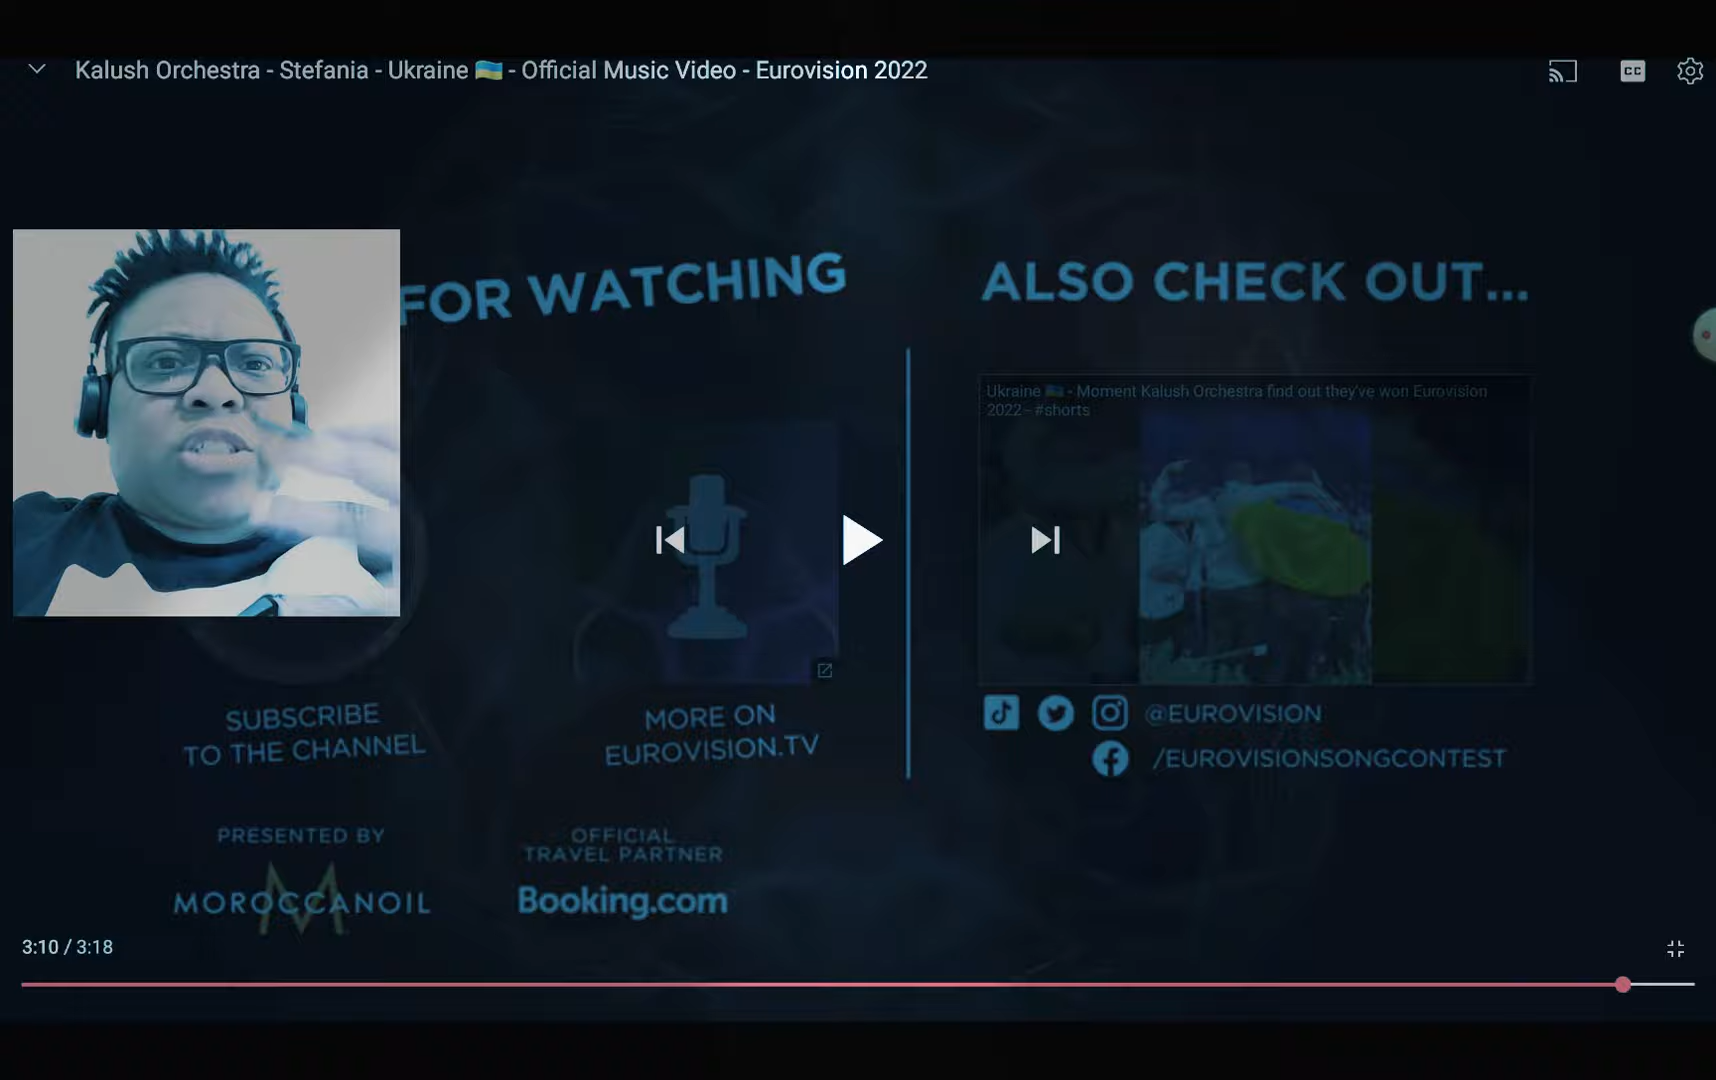 Kalush Orchestra - Stefania - Ukraine 🇺🇦 - Official Music Video - Eurovision 2022
CC
FOR WATCHING
ALSO CHECK OUT...
Ukraine 🇺🇦 - Moment Kalush Orchestra find out they've won Eurovision
2022 - #shorts
SUBSCRIBE
TO THE CHANNEL
MORE ON
EUROVISION.TV
@EUROVISION
/EUROVISIONSONGCONTEST
PRESENTED BY
MOROCCANOIL
OFFICIAL
TRAVEL PARTNER
Booking.com
3:10 / 3:18